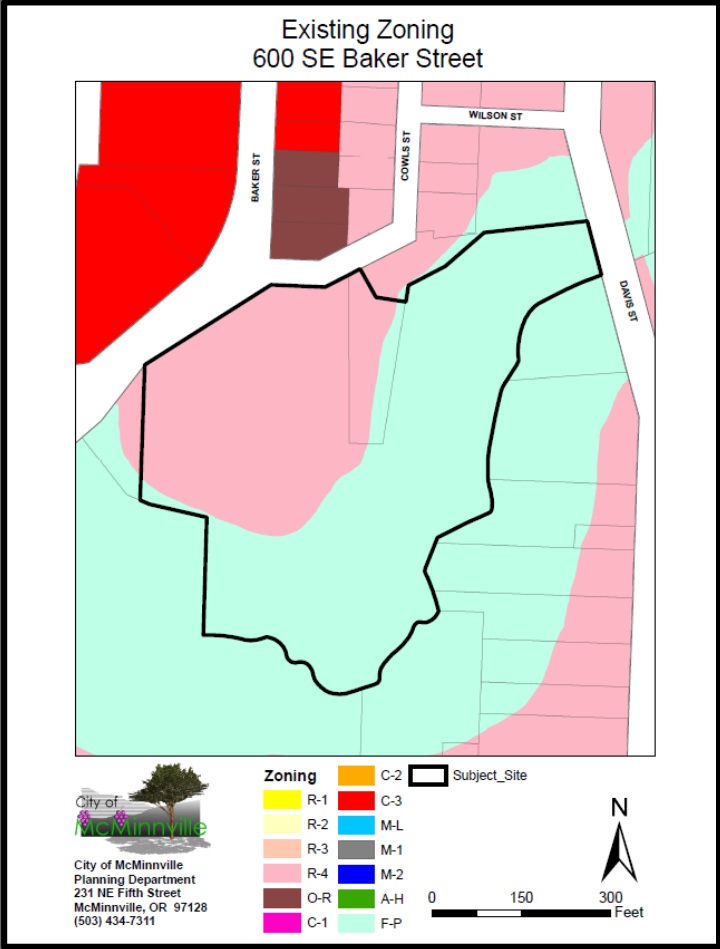 Existing Zoning
600 SE Baker Street
WILSON ST
COWLS ST
BAKER ST
DAVIS ST
City of
McMinnville
City of McMinnville
Planning Department
231 NE Fifth Street
McMinnville, OR 97128
(503) 434-7311
Zoning
R-1
R-2
R-3
R-4
O-R
C-1
C-2
C-3
M-L
M-1
M-2
A-H
F-P
Subject_Site
N
0 150 300
Feet